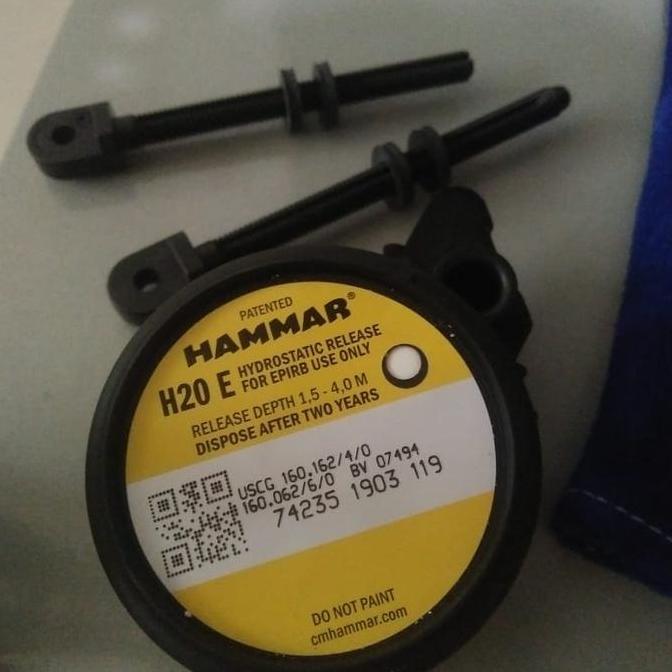 PATENTED
HAMMAR®
H20 E HYDROSTATIC RELEASE
FOR EPIRB USE ONLY
RELEASE DEPTH 1,5 - 4,0 M
DISPOSE AFTER TWO YEARS
USCG 160.162/4/0
160.062/6/0 BV 07494
74235 1903 119
DO NOT PAINT
cmhammar.com